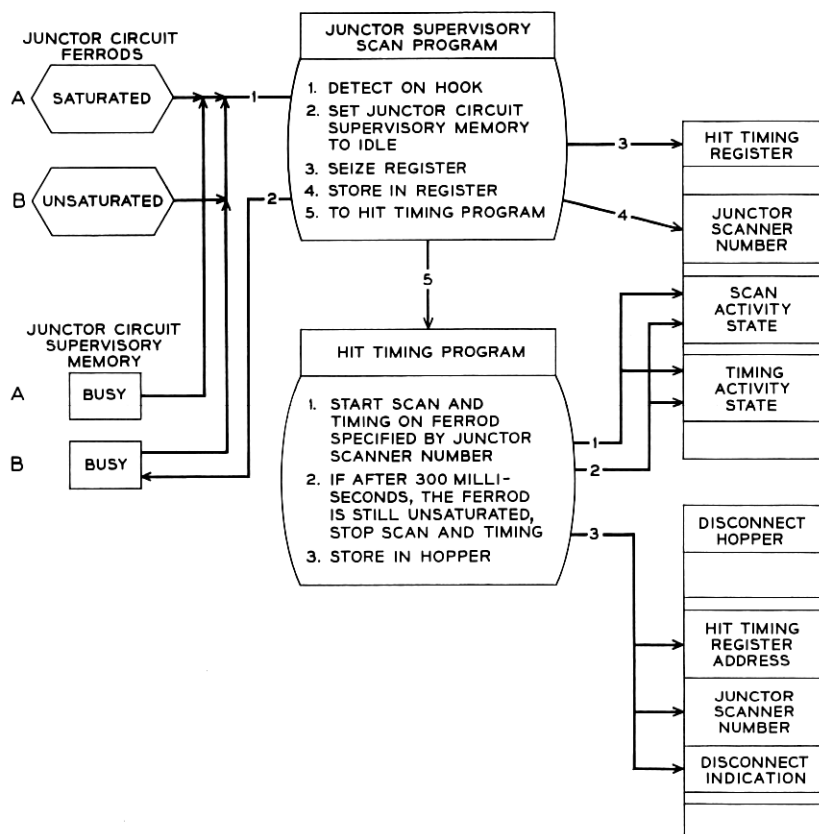 JUNCTOR CIRCUIT
FERRODS
A
SATURATED
B
UNSATURATED
JUNCTOR CIRCUIT
SUPERVISORY
MEMORY
A
BUSY
B
BUSY
1
2
JUNCTOR SUPERVISORY
SCAN PROGRAM
1. DETECT ON HOOK
2. SET JUNCTOR CIRCUIT
SUPERVISORY MEMORY
TO IDLE
3. SEIZE REGISTER
4. STORE IN REGISTER
5. TO HIT TIMING PROGRAM
3
4
5
HIT TIMING PROGRAM
1. START SCAN AND
TIMING ON FERROD
SPECIFIED BY JUNCTOR
SCANNER NUMBER
2. IF AFTER 300 MILLI-
SECONDS, THE FERROD
IS STILL UNSATURATED,
STOP SCAN AND TIMING
3. STORE IN HOPPER
1
2
3
HIT TIMING
REGISTER
JUNCTOR
SCANNER
NUMBER
SCAN
ACTIVITY
STATE
TIMING
ACTIVITY
STATE
DISCONNECT
HOPPER
HIT TIMING
REGISTER
ADDRESS
JUNCTOR
SCANNER
NUMBER
DISCONNECT
INDICATION